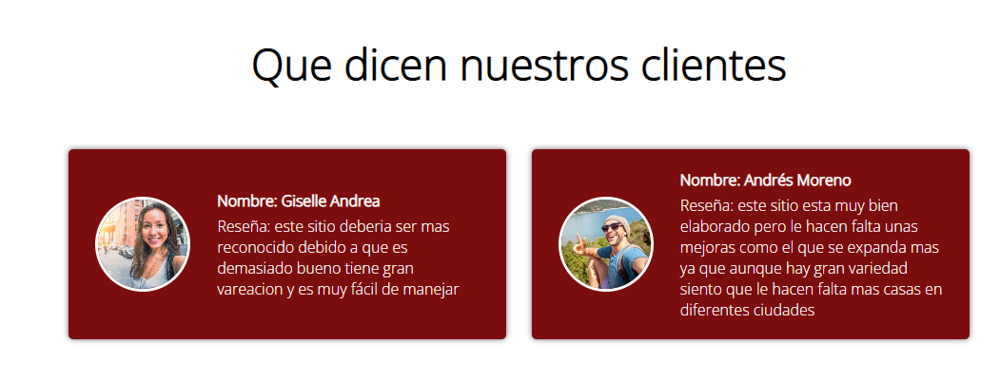 Que dicen nuestros clientes
Nombre: Giselle Andrea
Reseña: este sitio deberia ser mas
reconocido debido a que es
demasiado bueno tiene gran
vareacion y es muy fácil de manejar
Nombre: Andrés Moreno
Reseña: este sitio esta muy bien
elaborado pero le hacen falta unas
mejoras como el que se expanda mas
ya que aunque hay gran variedad
siento que le hacen falta mas casas en
diferentes ciudades